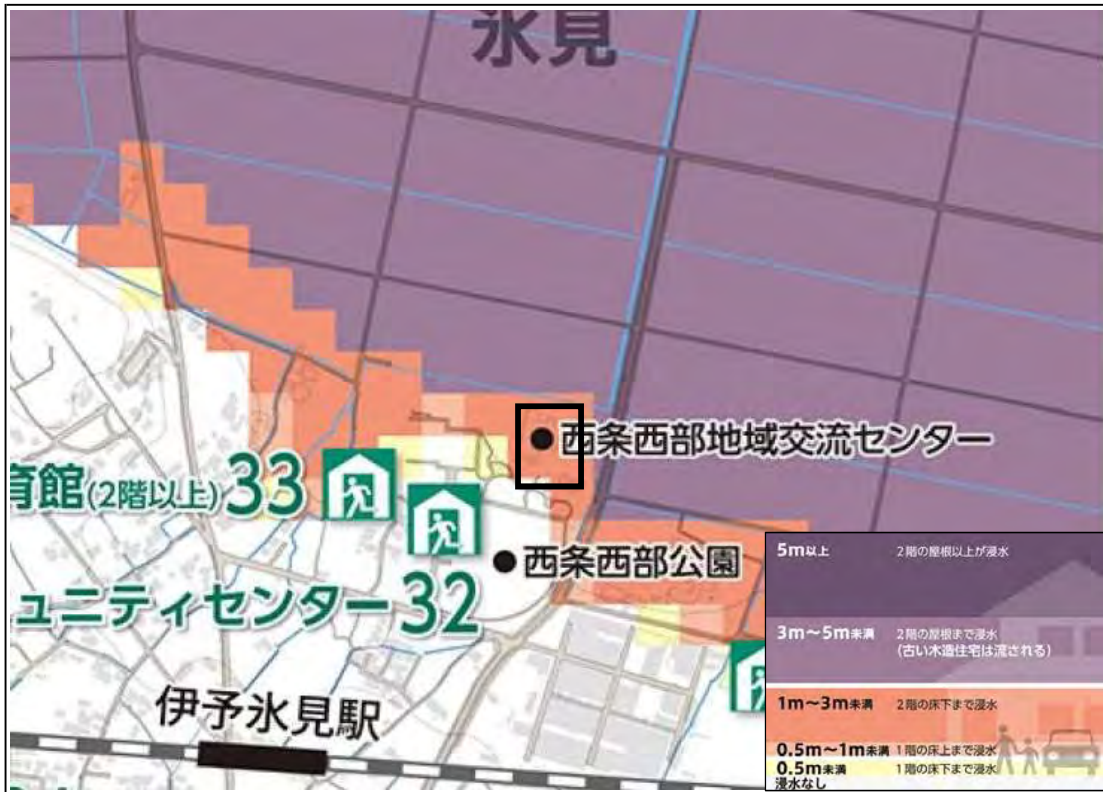 氷見
西条西部地域交流センター
育館(2階以上) 33
西条西部公園
ュニティセンター 32
伊予氷見駅
5m以上 2階の屋根以上が浸水
3m～5m未満 2階の屋根まで浸水
(古い木造住宅は流される)
1m～3m未満 2階の床下まで浸水
0.5m～1m未満 1階の床上まで浸水
0.5m未満 1階の床下まで浸水
浸水なし